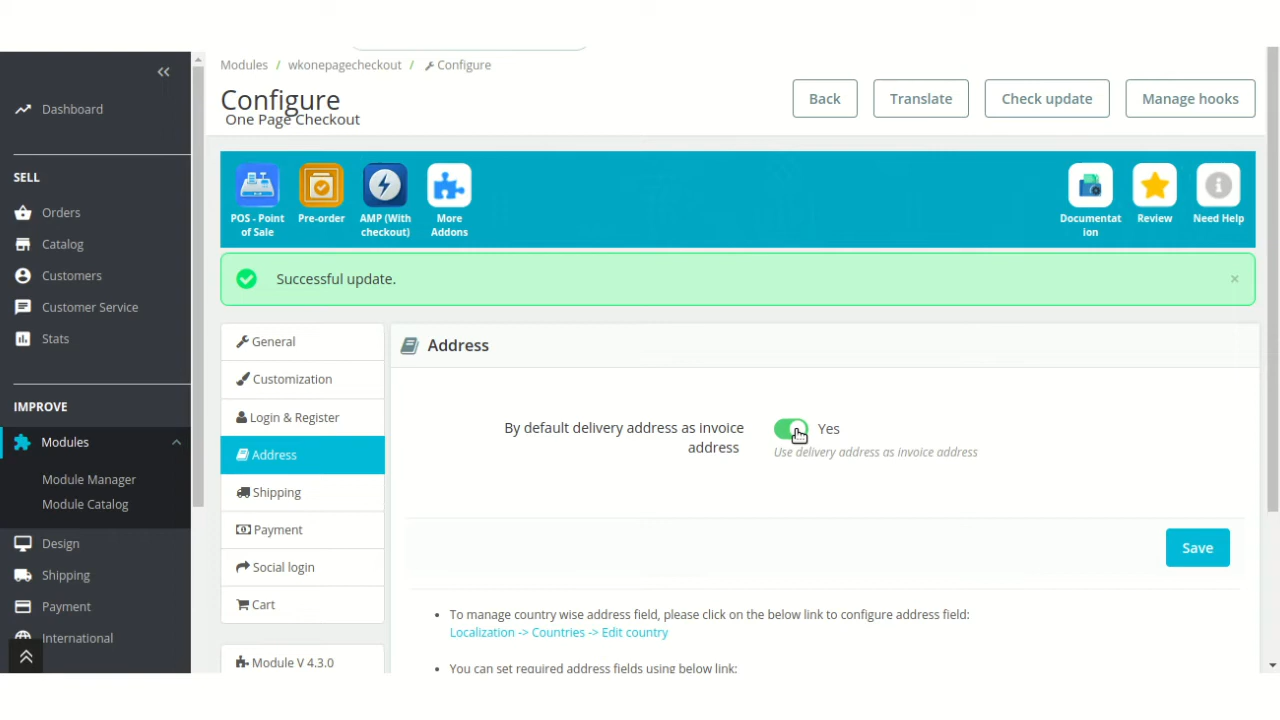 Modules / wkonepagecheckout / Configure
Configure
One Page Checkout
Back
Translate
Check update
Manage hooks
Dashboard
SELL
Orders
Catalog
Customers
Customer Service
Stats
IMPROVE
Modules
Module Manager
Module Catalog
Design
Shipping
Payment
International
POS - Point
of Sale
Pre-order
AMP (With
checkout)
More
Addons
Documentat
ion
Review
Need Help
Successful update.
×
General
Customization
Login & Register
Address
Shipping
Payment
Social login
Cart
Module V 4.3.0
Address
By default delivery address as invoice
address
Yes
Use delivery address as invoice address
Save
• To manage country wise address field, please click on the below link to configure address field:
Localization -> Countries -> Edit country
• You can set required address fields using below link: